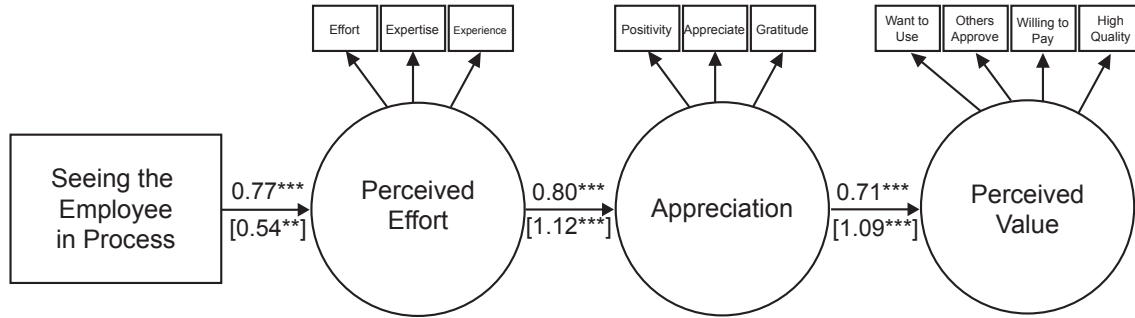 Effort
Expertise
Experience
Positivity
Appreciate
Gratitude
Want to
Use
Others
Approve
Willing to
Pay
High
Quality
Seeing the
Employee
in Process
0.77***
[0.54**]
Perceived
Effort
0.80***
[1.12***]
Appreciation
0.71***
[1.09***]
Perceived
Value